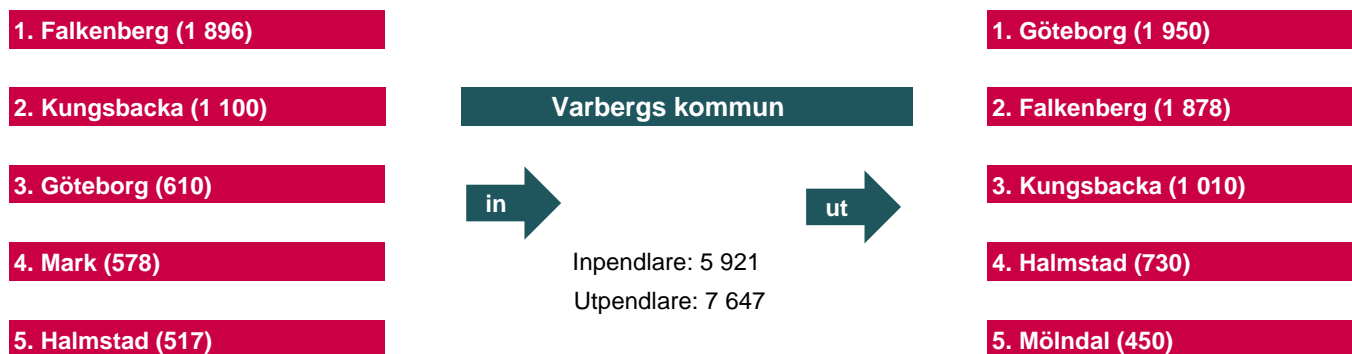 1. Falkenberg (1 896)
2. Kungsbacka (1 100)
3. Göteborg (610)
4. Mark (578)
5. Halmstad (517)
Varbergs kommun
in
ut
Inpendlare: 5 921
Utpendlare: 7 647
1. Göteborg (1 950)
2. Falkenberg (1 878)
3. Kungsbacka (1 010)
4. Halmstad (730)
5. Mölndal (450)